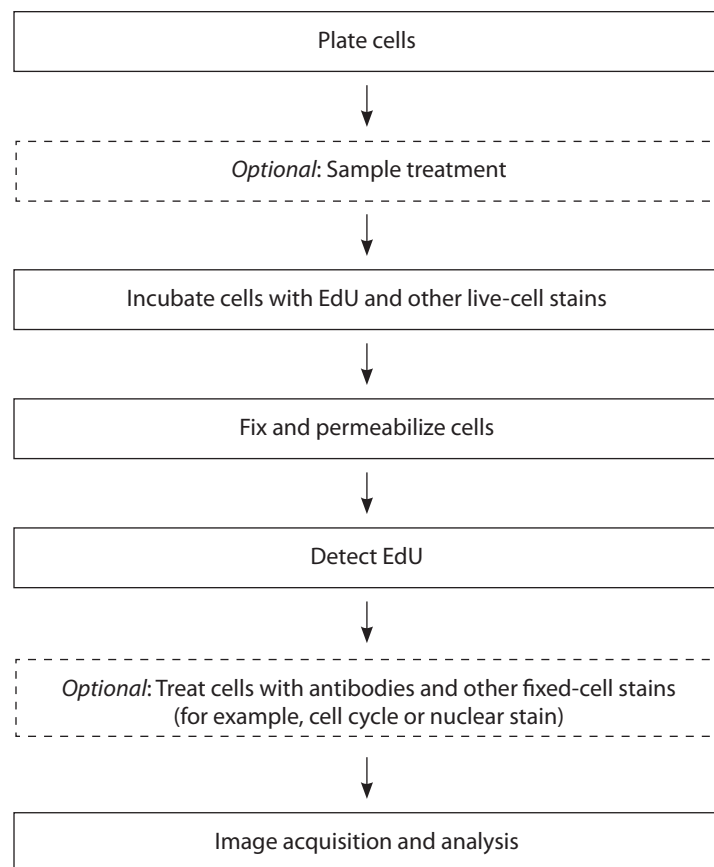 Plate cells
Optional: Sample treatment
Incubate cells with EdU and other live-cell stains
Fix and permeabilize cells
Detect EdU
Optional: Treat cells with antibodies and other fixed-cell stains
(for example, cell cycle or nuclear stain)
Image acquisition and analysis